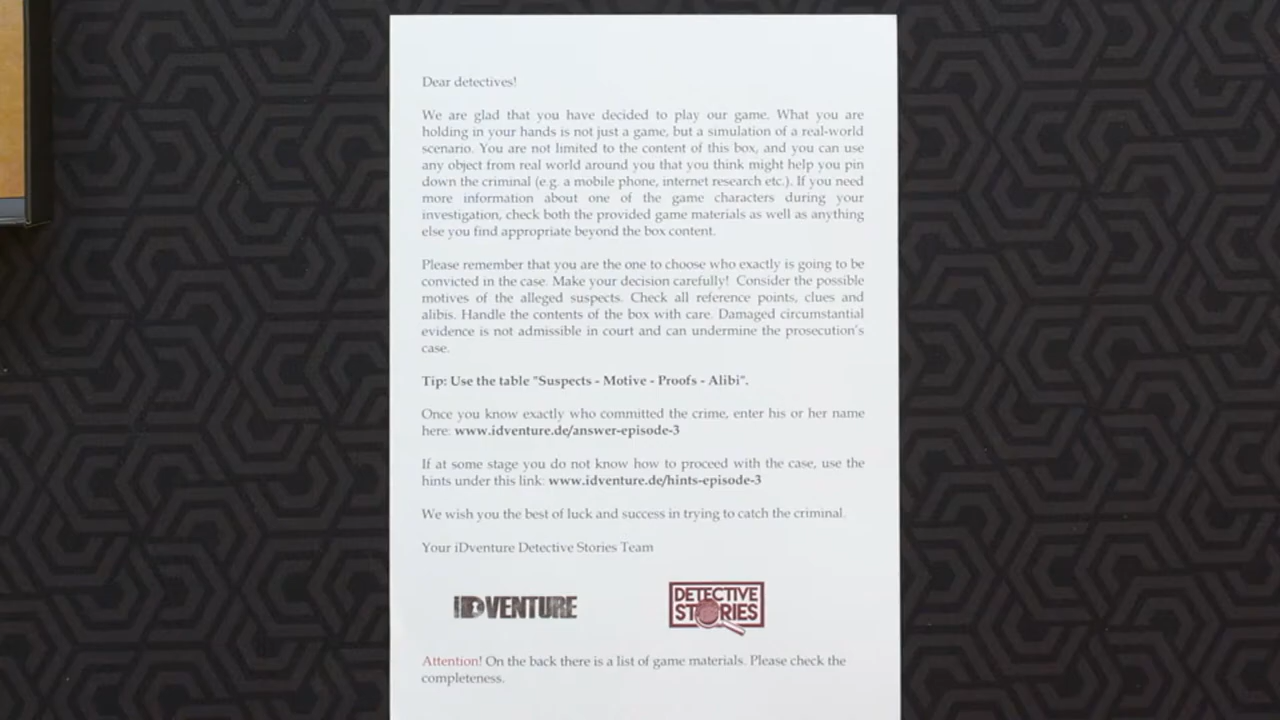 Dear detectives!
We are glad that you have decided to play our game. What you are
holding in your hands is not just a game, but a simulation of a real-world
scenario. You are not limited to the content of this box, and you can use
any object from real world around you that you think might help you pin
down the criminal (e.g. a mobile phone, internet research etc.). If you need
more information about one of the game characters during your
investigation, check both the provided game materials as well as anything
else you find appropriate beyond the box content.
Please remember that you are the one to choose who exactly is going to be
convicted in the case. Make your decision carefully! Consider the possible
motives of the alleged suspects. Check all reference points, clues and
alibis. Handle the contents of the box with care. Damaged circumstantial
evidence is not admissible in court and can undermine the prosecution's
case.
Tip: Use the table "Suspects - Motive - Proofs - Alibi".
Once you know exactly who committed the crime, enter his or her name
here: www.idventure.de/answer-episode-3
If at some stage you do not know how to proceed with the case, use the
hints under this link: www.idventure.de/hints-episode-3
We wish you the best of luck and success in trying to catch the criminal.
Your iDventure Detective Stories Team
iDVENTURE
DETECTIVE
STORIES
Attention! On the back there is a list of game materials. Please check the
completeness.